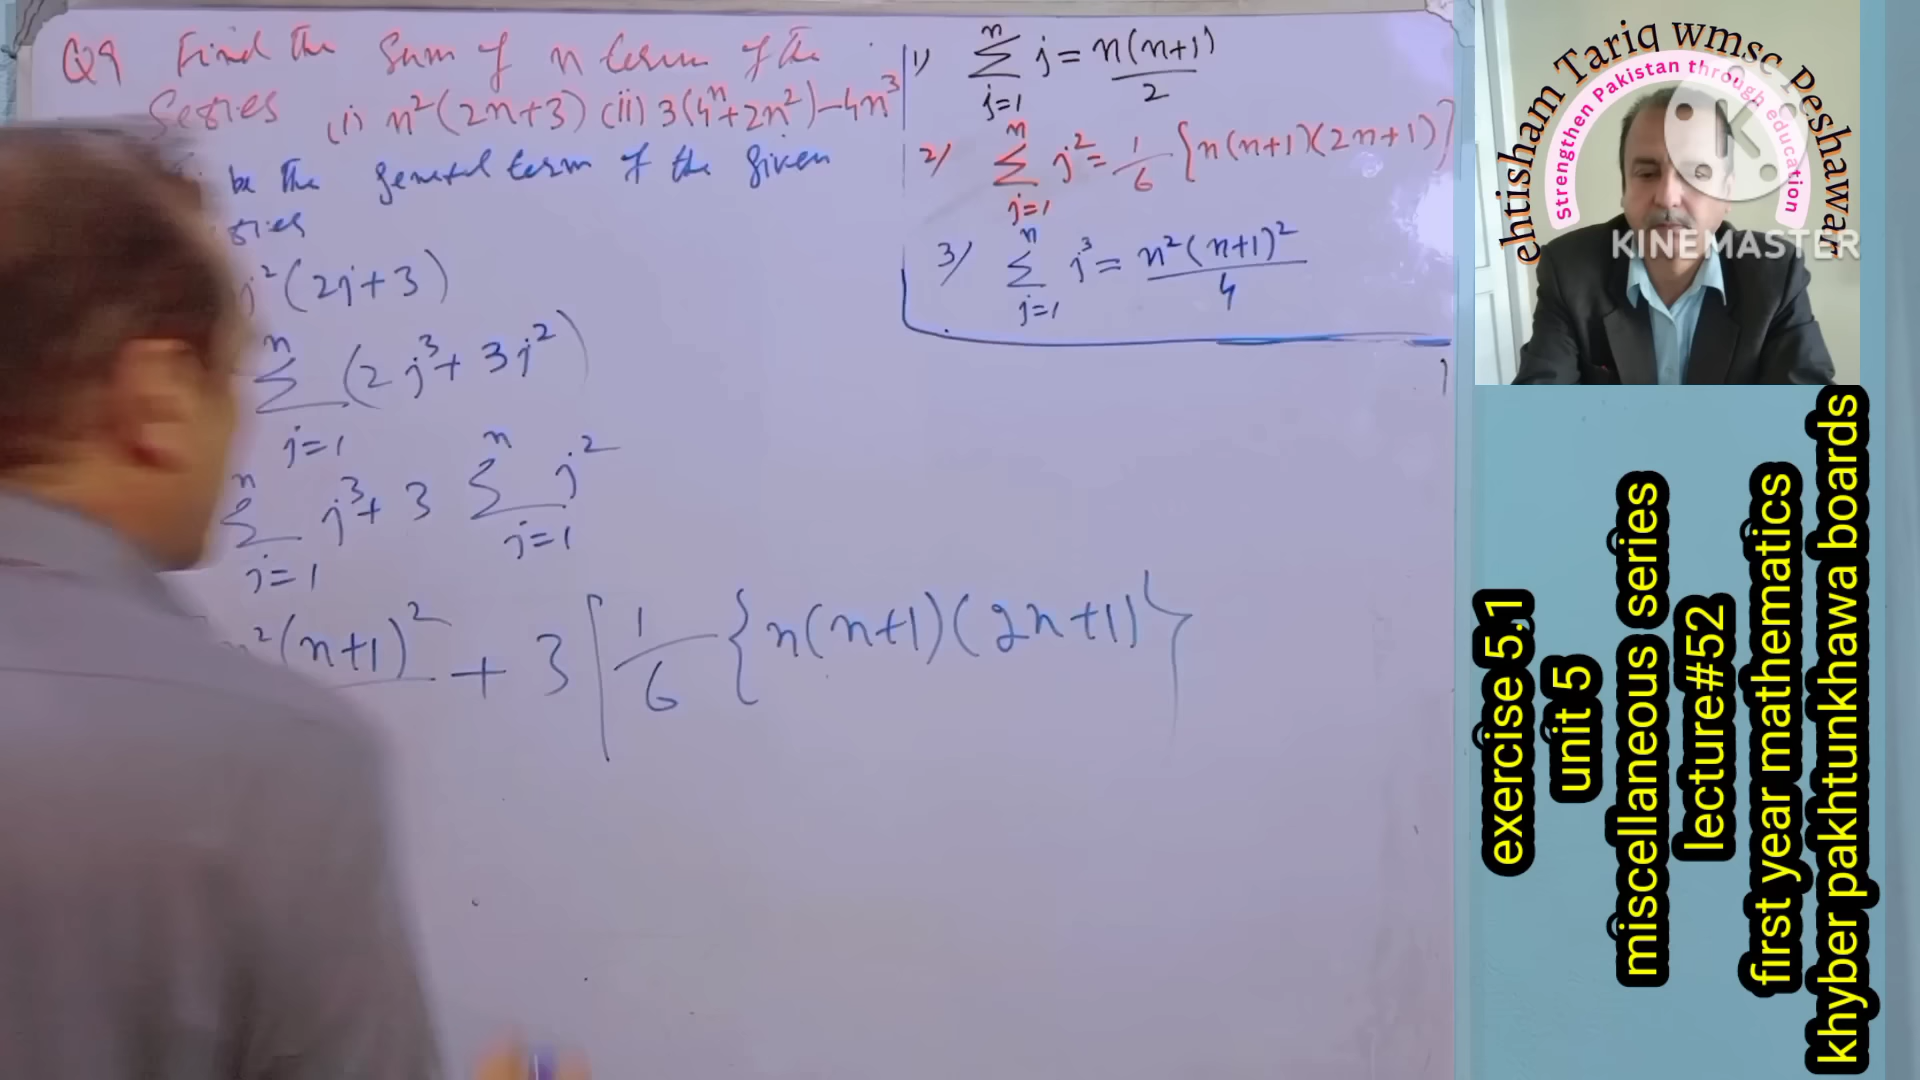 Q9 Find the Sum of n term of the
Series (i) n²(2n+3) (ii) 3(4ⁿ+2n²)-4n³
be the general term of the given
ries
j²(2j+3)
n
Σ (2j³+3j²)
j=1
n n
Σ j³+3 Σ j²
j=1 j=1
n²(n+1)² + 3[1/6 {n(n+1)(2n+1)}
1) n
Σ j = n(n+1)/2
j=1
2) n
Σ j² = 1/6 {n(n+1)(2n+1)}
j=1
3) n
Σ j³ = n²(n+1)²/4
j=1
ehtisham Tariq wmsc Peshawar
Strengthen Pakistan through education
KINEMASTER
exercise 5.1
unit 5
miscellaneous series
lecture#52
first year mathematics
khyber pakhtunkhawa boards